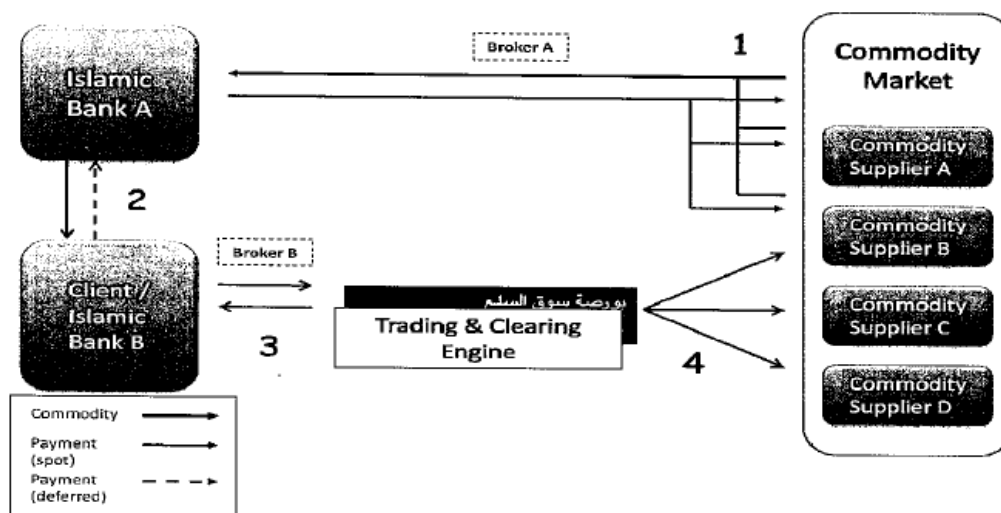 Islamic
Bank A
Broker A
1
Commodity
Market
Commodity
Supplier A
2
Commodity
Supplier B
Client /
Islamic
Bank B
Broker B
3
بورصة سوق السلع
Trading & Clearing
Engine
4
Commodity
Supplier C
Commodity
Supplier D
Commodity
Payment
(spot)
Payment
(deferred)